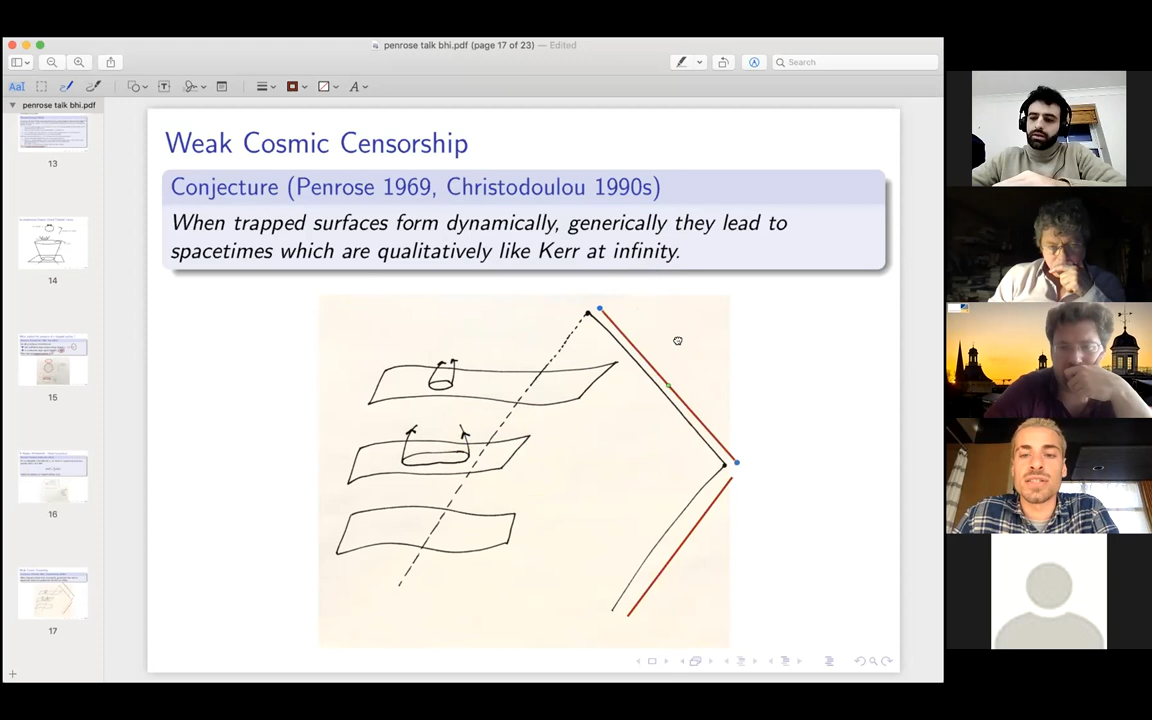 penrose talk bhi.pdf (page 17 of 23) — Edited
Search
AaI
A
penrose talk bhi.pdf
13
14
15
16
17
Weak Cosmic Censorship
Conjecture (Penrose 1969, Christodoulou 1990s)
When trapped surfaces form dynamically, generically they lead to
spacetimes which are qualitatively like Kerr at infinity.